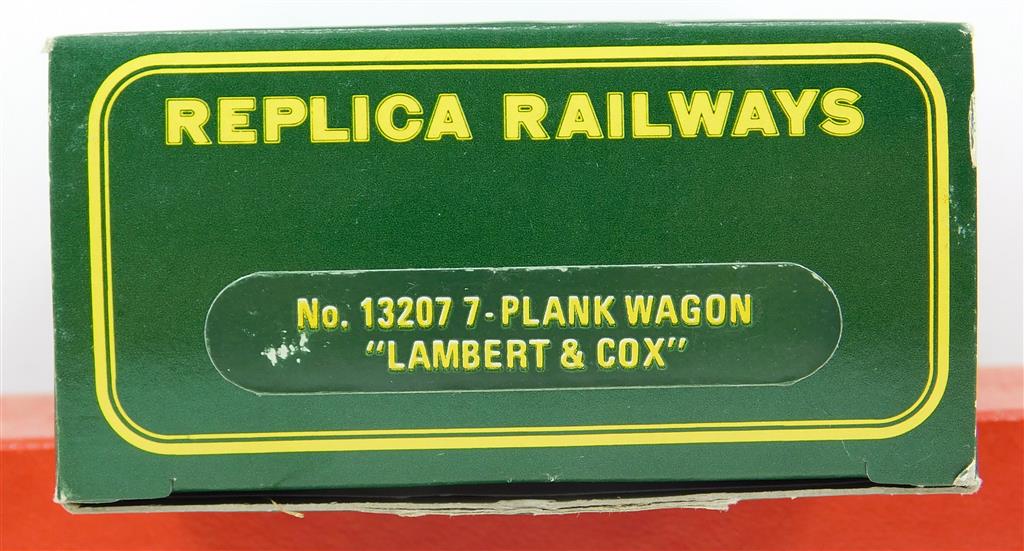 REPLICA RAILWAYS
No. 13207 7-PLANK WAGON
"LAMBERT & COX"